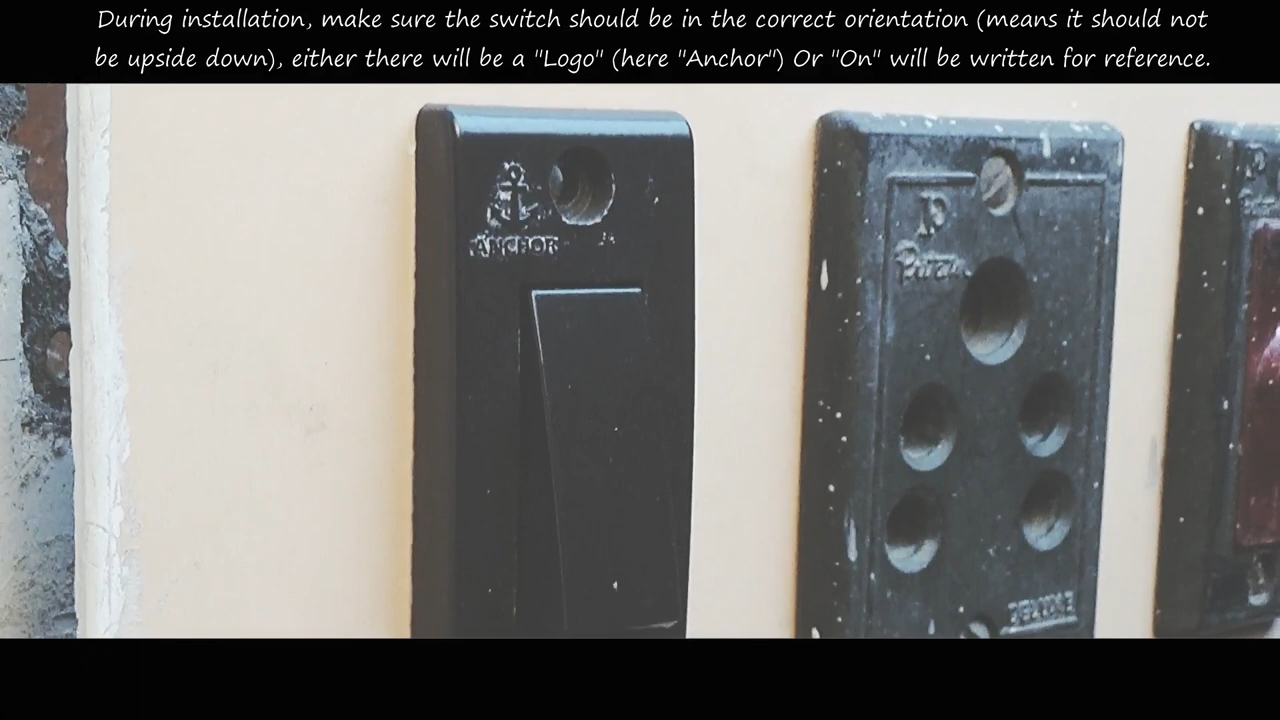 During installation, make sure the switch should be in the correct orientation (means it should not
be upside down), either there will be a "Logo" (here "Anchor") Or "On" will be written for reference.
ANCHOR